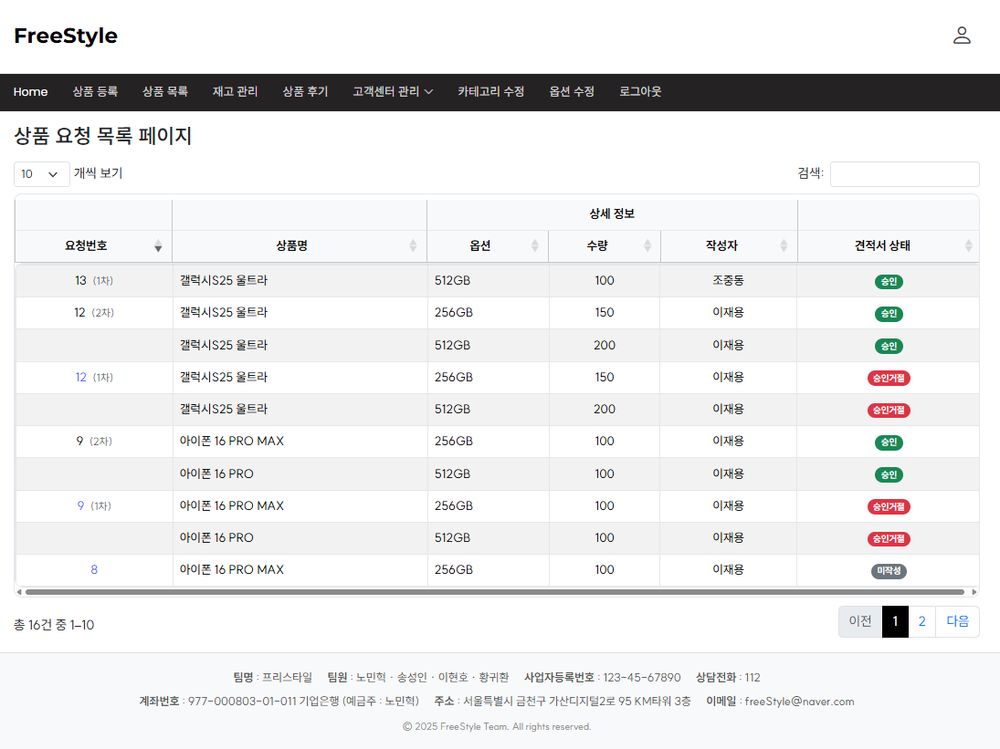 FreeStyle
Home 상품 등록 상품 목록 재고 관리 상품 후기 고객센터 관리 카테고리 수정 옵션 수정 로그아웃
상품 요청 목록 페이지
10 개씩 보기 검색:
상세 정보
요청번호 상품명 옵션 수량 작성자 견적서 상태
13 (1차) 갤럭시S25 울트라 512GB 100 조중동 승인
12 (2차) 갤럭시S25 울트라 256GB 150 이재용 승인
갤럭시S25 울트라 512GB 200 이재용 승인
12 (1차) 갤럭시S25 울트라 256GB 150 이재용 승인거절
갤럭시S25 울트라 512GB 200 이재용 승인거절
9 (2차) 아이폰 16 PRO MAX 256GB 100 이재용 승인
아이폰 16 PRO 512GB 100 이재용 승인
9 (1차) 아이폰 16 PRO MAX 256GB 100 이재용 승인거절
아이폰 16 PRO 512GB 100 이재용 승인거절
8 아이폰 16 PRO MAX 256GB 100 이재용 미작성
총 16건 중 1–10 이전 1 2 다음
팀명 : 프리스타일 팀원 : 노민혁 · 송성인 · 이현호 · 황귀환 사업자등록번호 : 123-45-67890 상담전화 : 112
계좌번호 : 977-000803-01-011 기업은행 (예금주 : 노민혁) 주소 : 서울특별시 금천구 가산디지털2로 95 KM타워 3층 이메일 : freeStyle@naver.com
© 2025 FreeStyle Team. All rights reserved.